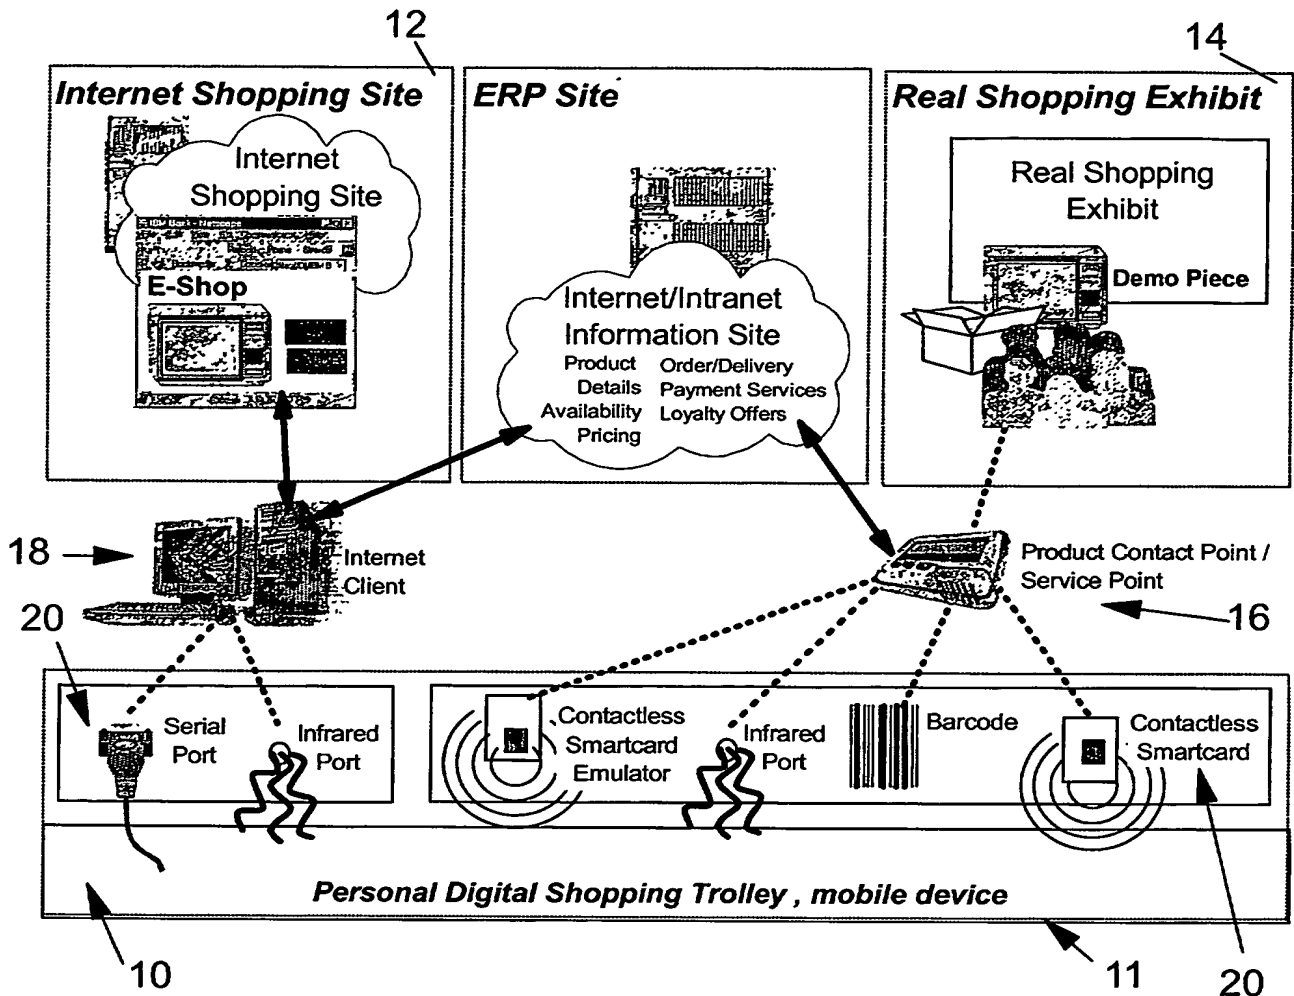 12
14
Internet Shopping Site
ERP Site
Real Shopping Exhibit
Internet
Shopping Site
E-Shop
Internet/Intranet
Information Site
Product
Details
Availability
Pricing
Order/Delivery
Payment Services
Loyalty Offers
Real Shopping
Exhibit
Demo Piece
18
Internet
Client
Product Contact Point /
Service Point
16
20
Serial
Port
Infrared
Port
Contactless
Smartcard
Emulator
Infrared
Port
Barcode
Contactless
Smartcard
Personal Digital Shopping Trolley , mobile device
10
11
20